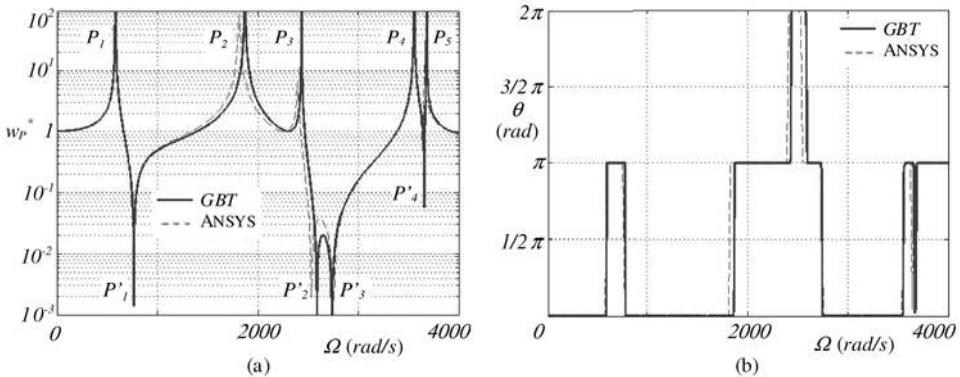 10²
P₁
P₂
P₃
P₄
P₅
10¹
w_P*
1
10⁻¹
GBT
ANSYS
P'₄
10⁻²
P'₁
P'₂
P'₃
10⁻³
0
2000
4000
Ω (rad/s)
(a)
2π
GBT
ANSYS
3/2 π
θ
(rad)
π
1/2 π
0
2000
4000
Ω (rad/s)
(b)